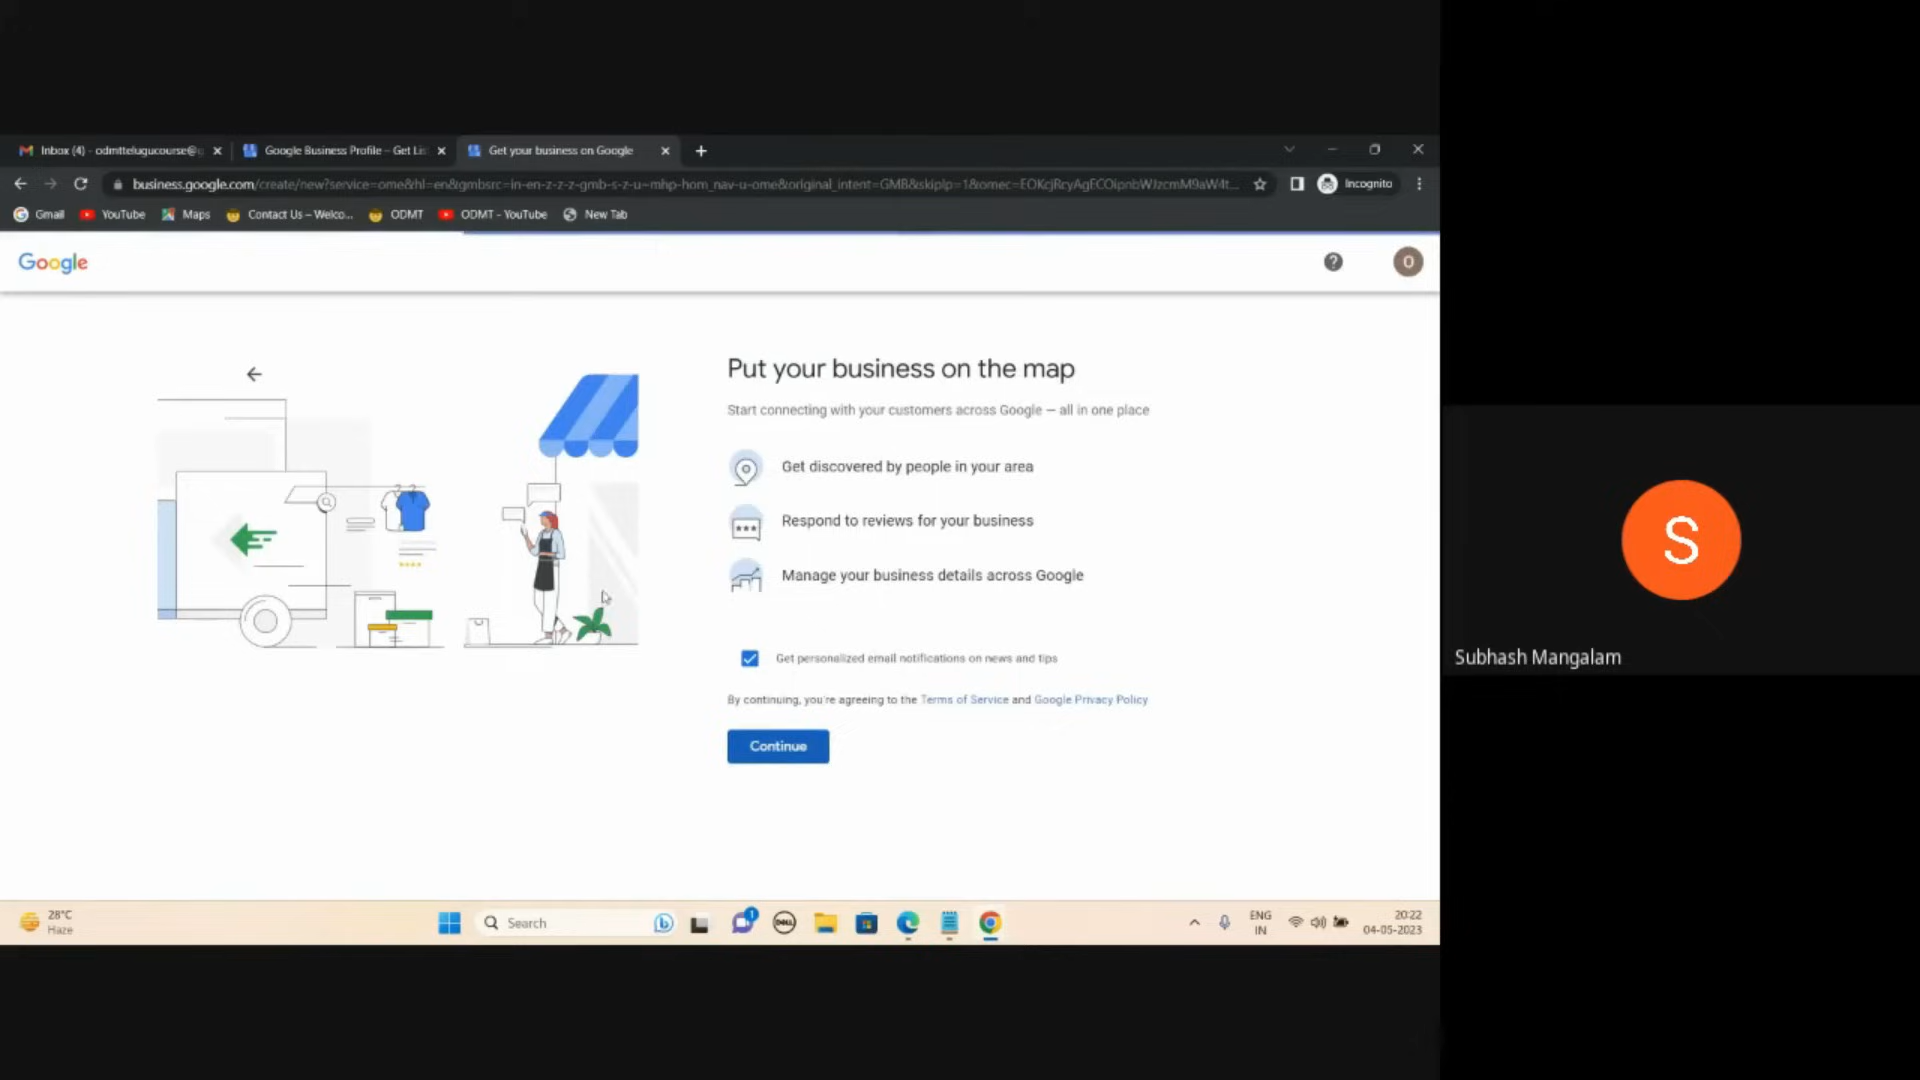 Inbox (4) - odmttelugucourse@
Google Business Profile – Get Lis
Get your business on Google
business.google.com/create/new?service=ome&hl=en&gmbsrc=in-en-z-z-z-gmb-s-z-u~mhp-hom_nav-u-ome&original_intent=GMB&skiplp=1&omec=
Incognito
Gmail
YouTube
Maps
Contact Us – Welco...
ODMT
ODMT - YouTube
New Tab
Google
O
Put your business on the map
Start connecting with your customers across Google — all in one place
Get discovered by people in your area
Respond to reviews for your business
Manage your business details across Google
Get personalized email notifications on news and tips
By continuing, you're agreeing to the Terms of Service and Google Privacy Policy
Continue
S
Subhash Mangalam
28°C
Haze
Search
1
DELL
ENG
IN
20:22
04-05-2023